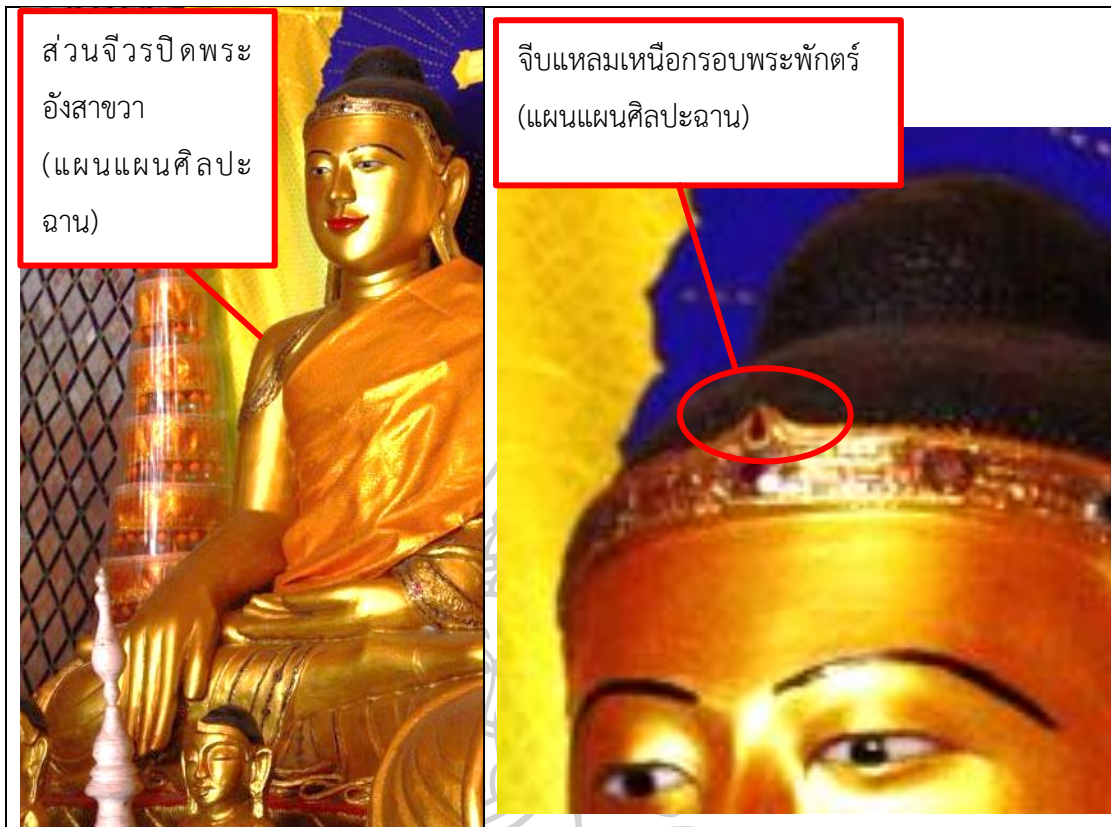 ส่วนจีวรปิดพระ
อังสาขวา
(แผนแผนศิลปะ
ฉาน)
จีบแหลมเหนือกรอบพระพักตร์
(แผนแผนศิลปะฉาน)